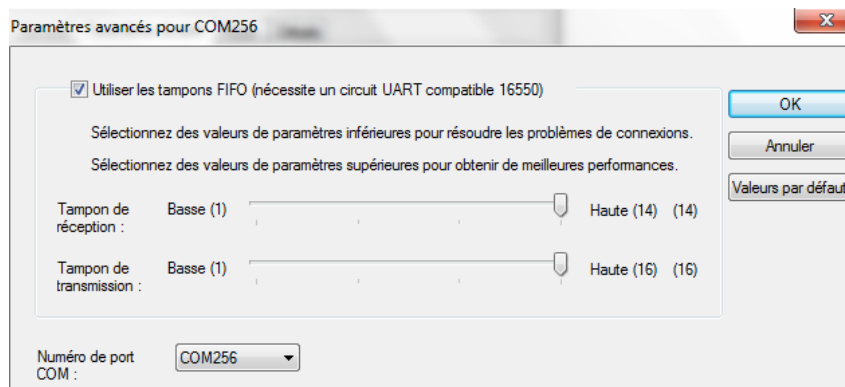 Paramètres avancés pour COM256
Utiliser les tampons FIFO (nécessite un circuit UART compatible 16550)
OK
Sélectionnez des valeurs de paramètres inférieures pour résoudre les problèmes de connexions.
Annuler
Sélectionnez des valeurs de paramètres supérieures pour obtenir de meilleures performances.
Valeurs par défaut
Tampon de réception : Basse (1) Haute (14) (14)
Tampon de transmission : Basse (1) Haute (16) (16)
Numéro de port COM : COM256